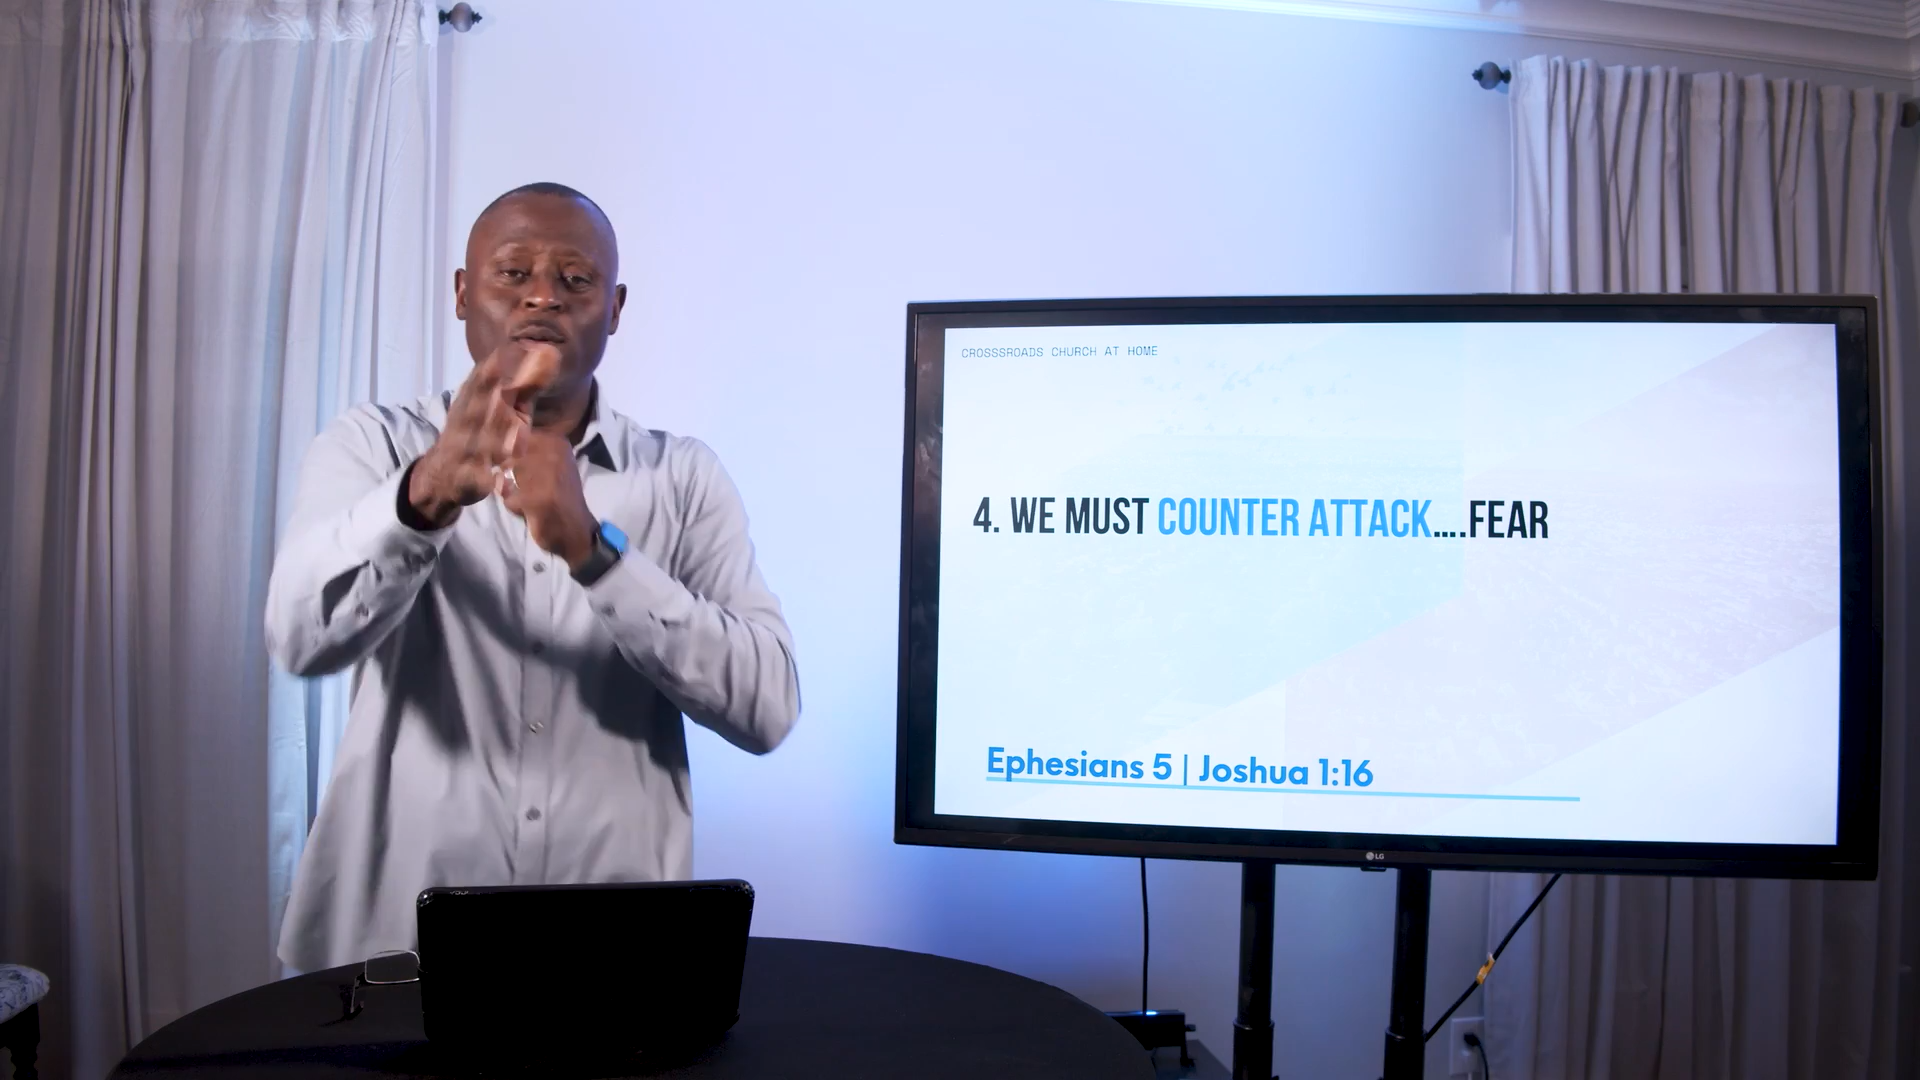 CROSSSROADS CHURCH AT HOME
4. WE MUST COUNTER ATTACK....FEAR
Ephesians 5 | Joshua 1:16
LG